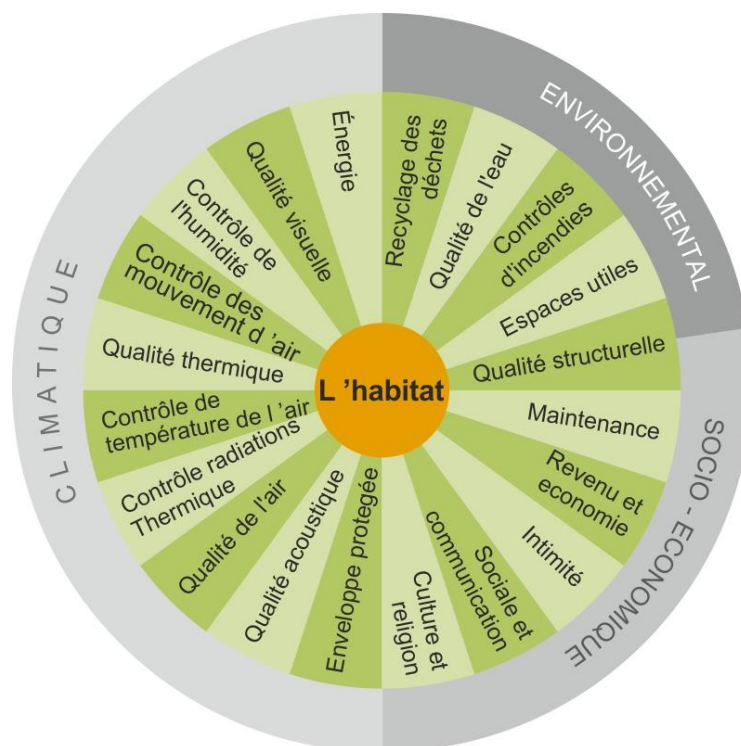 L 'habitat
ENVIRONNEMENTAL
Recyclage des
déchets
Qualité de l'eau
Contrôles
d'incendies
Espaces utiles
SOCIO - ECONOMIQUE
Qualité structurelle
Maintenance
Revenu et
economie
Intimité
Sociale et
communication
Culture et
religion
CLIMATIQUE
Enveloppe protegée
Qualité acoustique
Qualité de l'air
Contrôle radiations
Thermique
Contrôle de
température de l 'air
Qualité thermique
Contrôle des
mouvement d 'air
Contrôle de
l'humidité
Qualité visuelle
Énergie